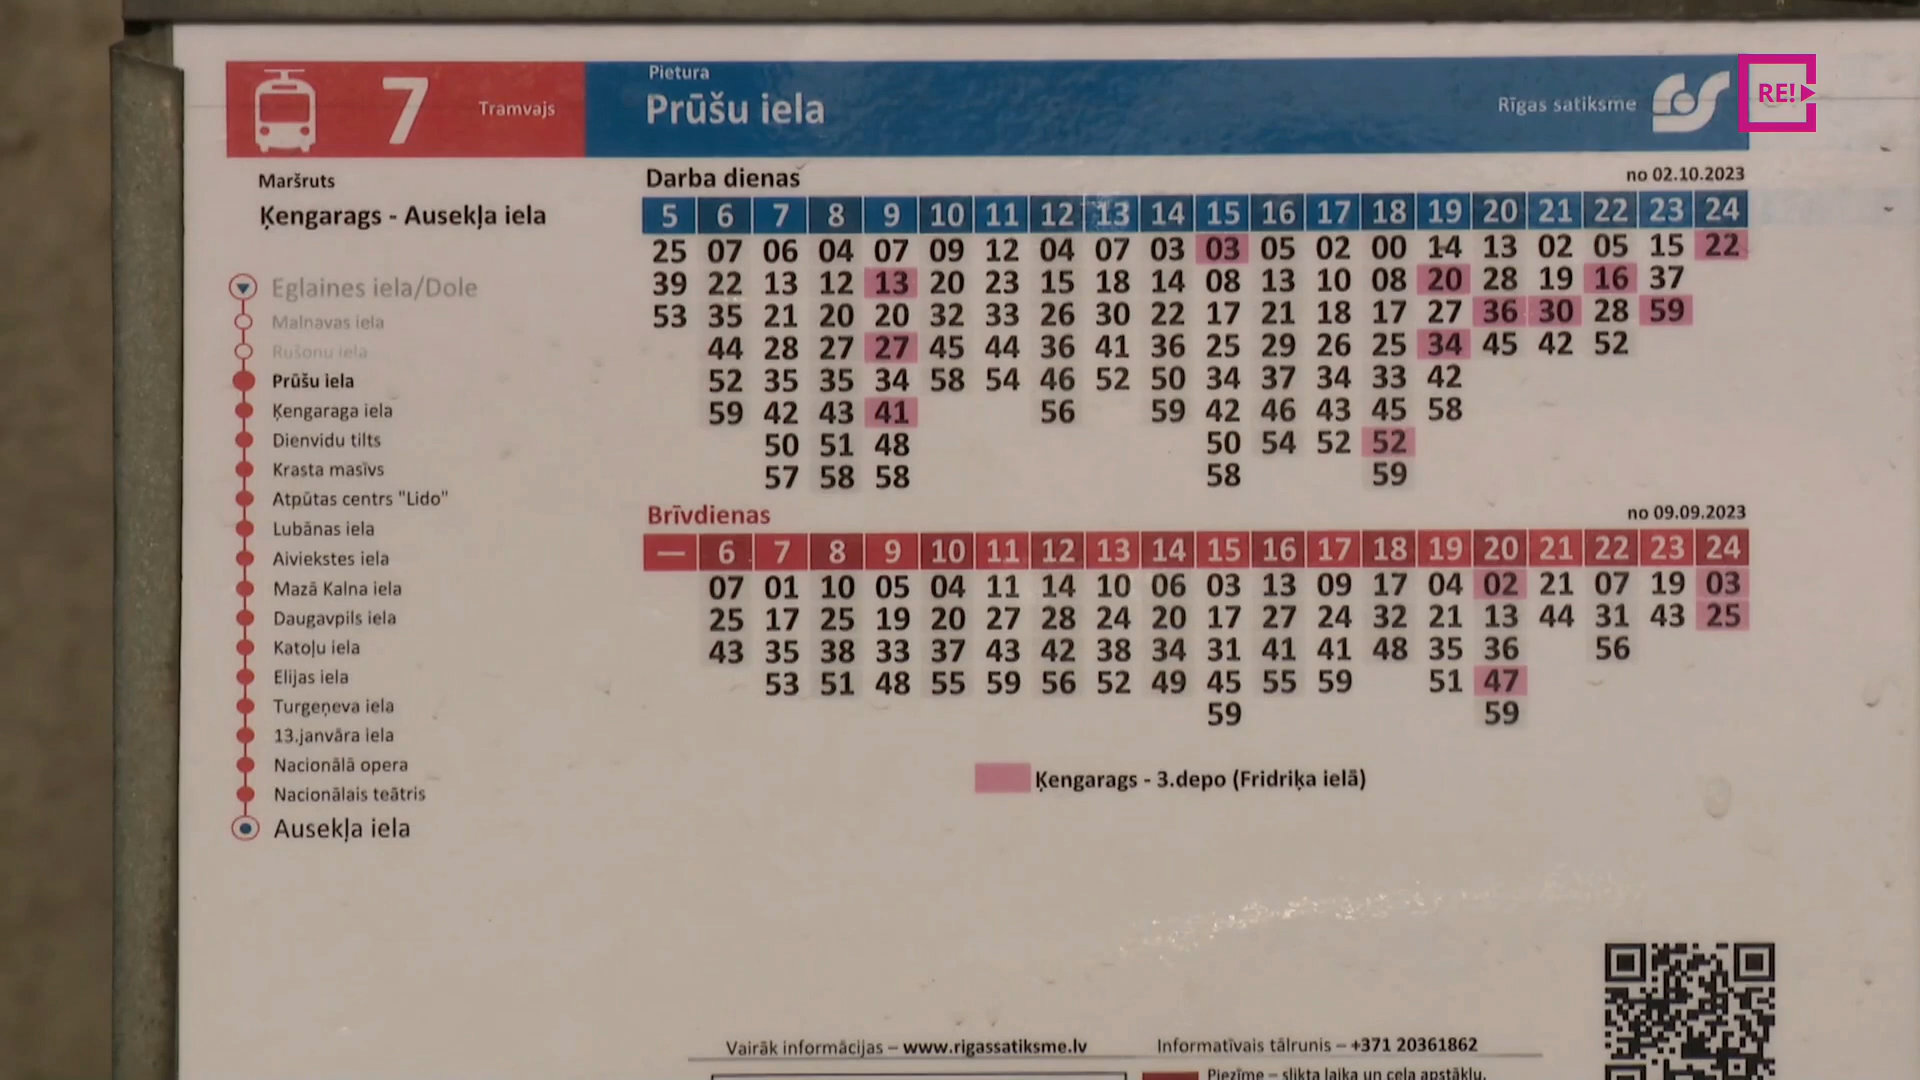 7
Tramvajs
Pietura
Prūšu iela
Rīgas satiksme
RE!
Maršruts
Ķengarags - Ausekļa iela
Eglaines iela/Dole
Malnavas iela
Rušonu iela
Prūšu iela
Ķengaraga iela
Dienvidu tilts
Krasta masīvs
Atpūtas centrs "Lido"
Lubānas iela
Aiviekstes iela
Mazā Kalna iela
Daugavpils iela
Katoļu iela
Elijas iela
Turgeņeva iela
13.janvāra iela
Nacionālā opera
Nacionālais teātris
Ausekļa iela
Darba dienas
no 02.10.2023
5 6 7 8 9 10 11 12 13 14 15 16 17 18 19 20 21 22 23 24
25 07 06 04 07 09 12 04 07 03 03 05 02 00 14 13 02 05 15 22
39 22 13 12 13 20 23 15 18 14 08 13 10 08 20 28 19 16 37
53 35 21 20 20 32 33 26 30 22 17 21 18 17 27 36 30 28 59
44 28 27 27 45 44 36 41 36 25 29 26 25 34 45 42 52
52 35 35 34 58 54 46 52 50 34 37 34 33 42
59 42 43 41 56 59 42 46 43 45 58
50 51 48 50 54 52 52
57 58 58 58 59
Brīvdienas
no 09.09.2023
— 6 7 8 9 10 11 12 13 14 15 16 17 18 19 20 21 22 23 24
07 01 10 05 04 11 14 10 06 03 13 09 17 04 02 21 07 19 03
25 17 25 19 20 27 28 24 20 17 27 24 32 21 13 44 31 43 25
43 35 38 33 37 43 42 38 34 31 41 41 48 35 36 56
53 51 48 55 59 56 52 49 45 55 59 51 47
59 59
Ķengarags - 3.depo (Fridriķa ielā)
Vairāk informācijas – www.rigassatiksme.lv
Informatīvais tālrunis – +371 20361862
Piezīme – sliktā laika un ceļa apstākļu,